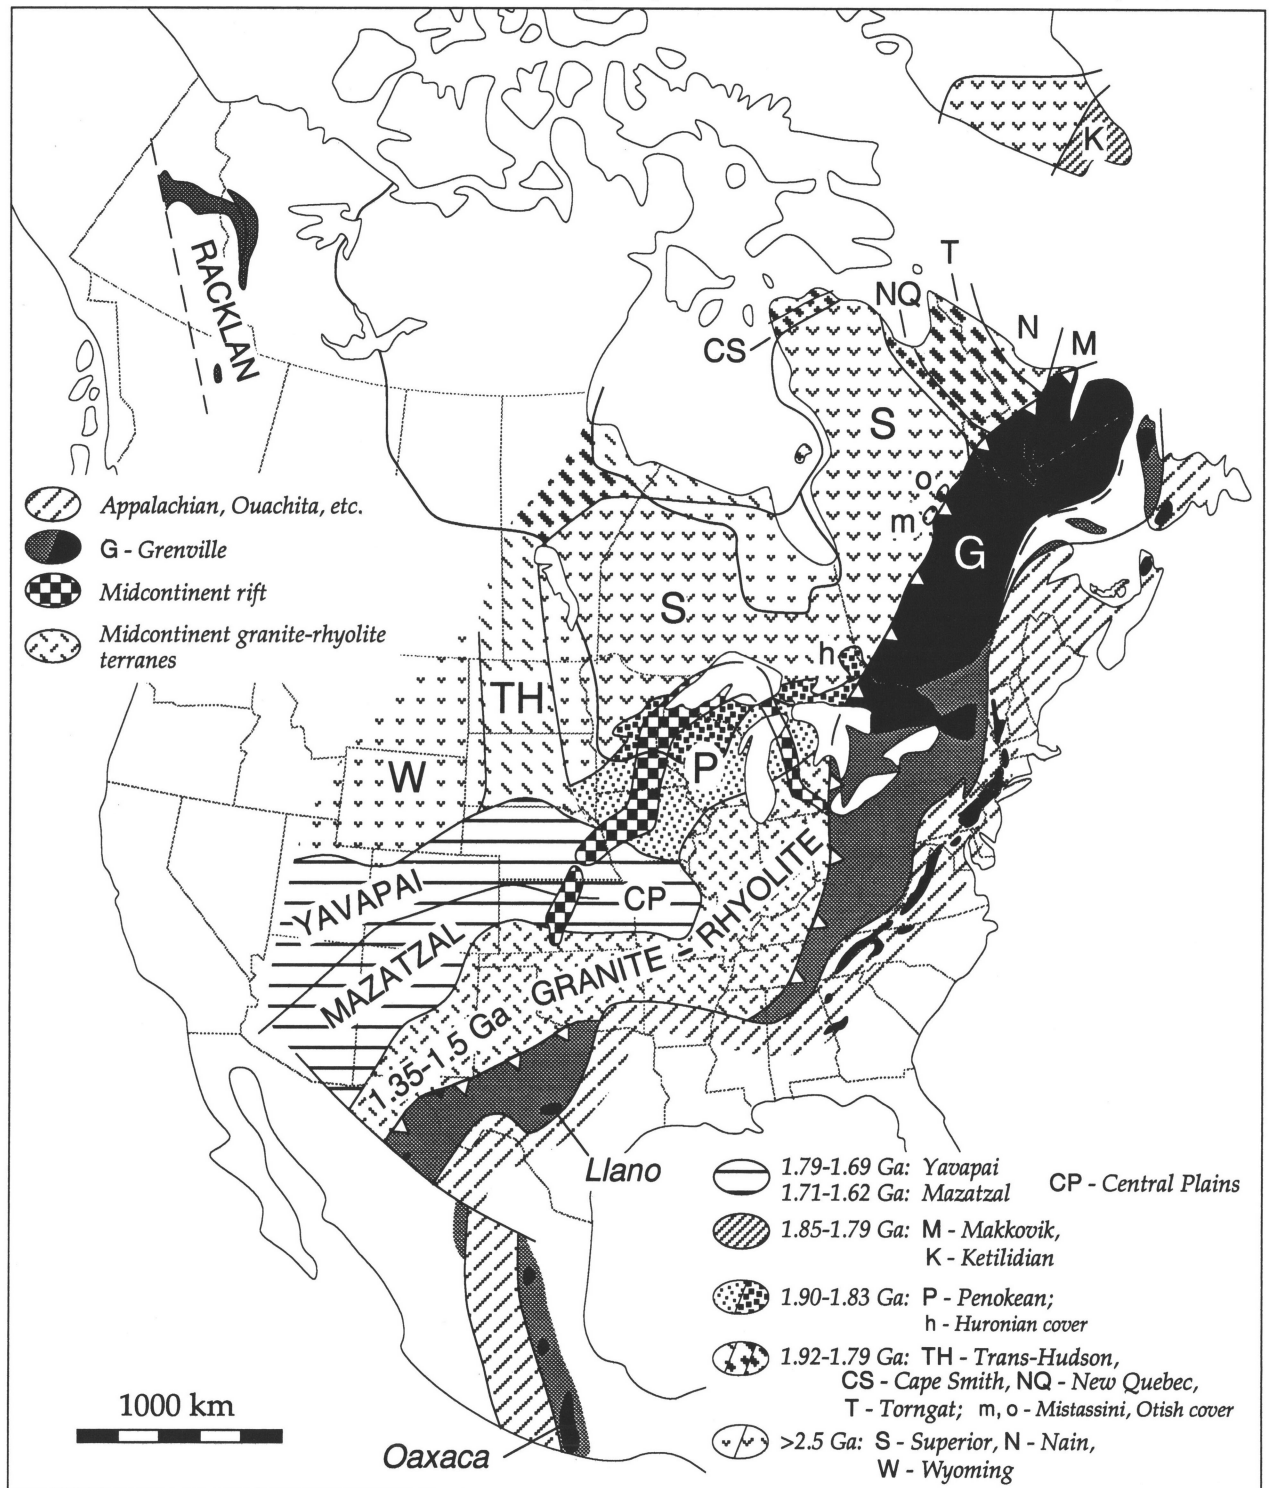 K
T
NQ
N
M
CS
RACKLAN
S
o
m
G
S
h
TH
P
W
YAVAPAI
CP
MAZATZAL
GRANITE - RHYOLITE
1.35-1.5 Ga
Llano
Oaxaca
Appalachian, Ouachita, etc.
G - Grenville
Midcontinent rift
Midcontinent granite-rhyolite
terranes
1.79-1.69 Ga: Yavapai
1.71-1.62 Ga: Mazatzal
CP - Central Plains
1.85-1.79 Ga: M - Makkovik,
K - Ketilidian
1.90-1.83 Ga: P - Penokean;
h - Huronian cover
1.92-1.79 Ga: TH - Trans-Hudson,
CS - Cape Smith, NQ - New Quebec,
T - Torngat; m, o - Mistassini, Otish cover
>2.5 Ga: S - Superior, N - Nain,
W - Wyoming
1000 km